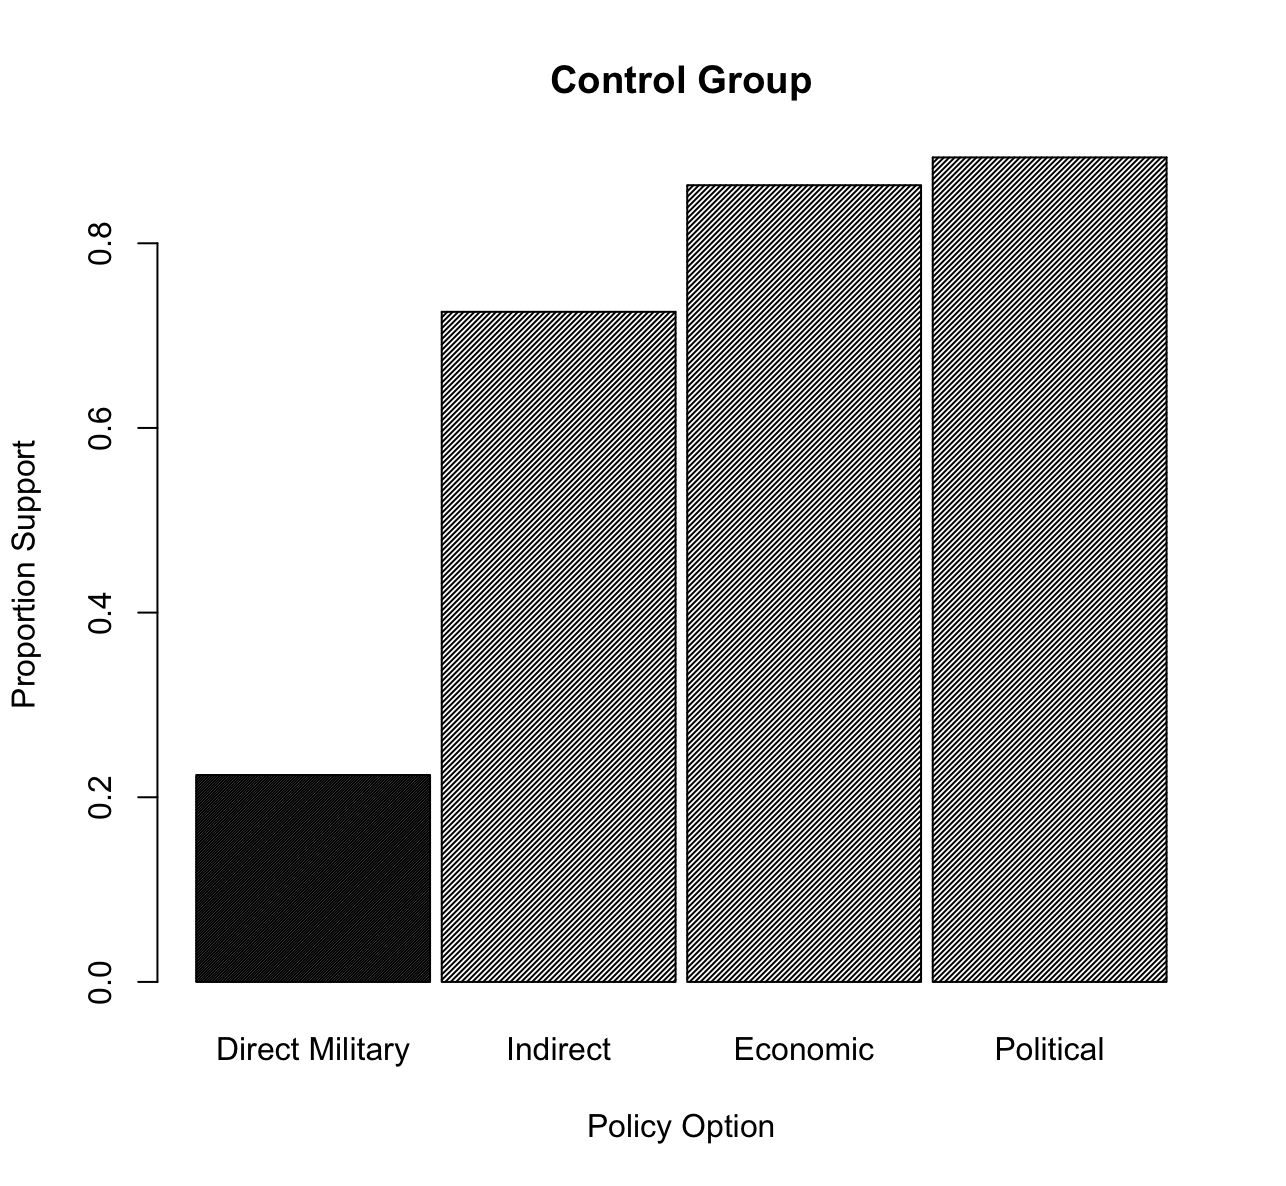 Control Group
Proportion Support
0.8
0.6
0.4
0.2
0.0
Direct Military Indirect Economic Political
Policy Option